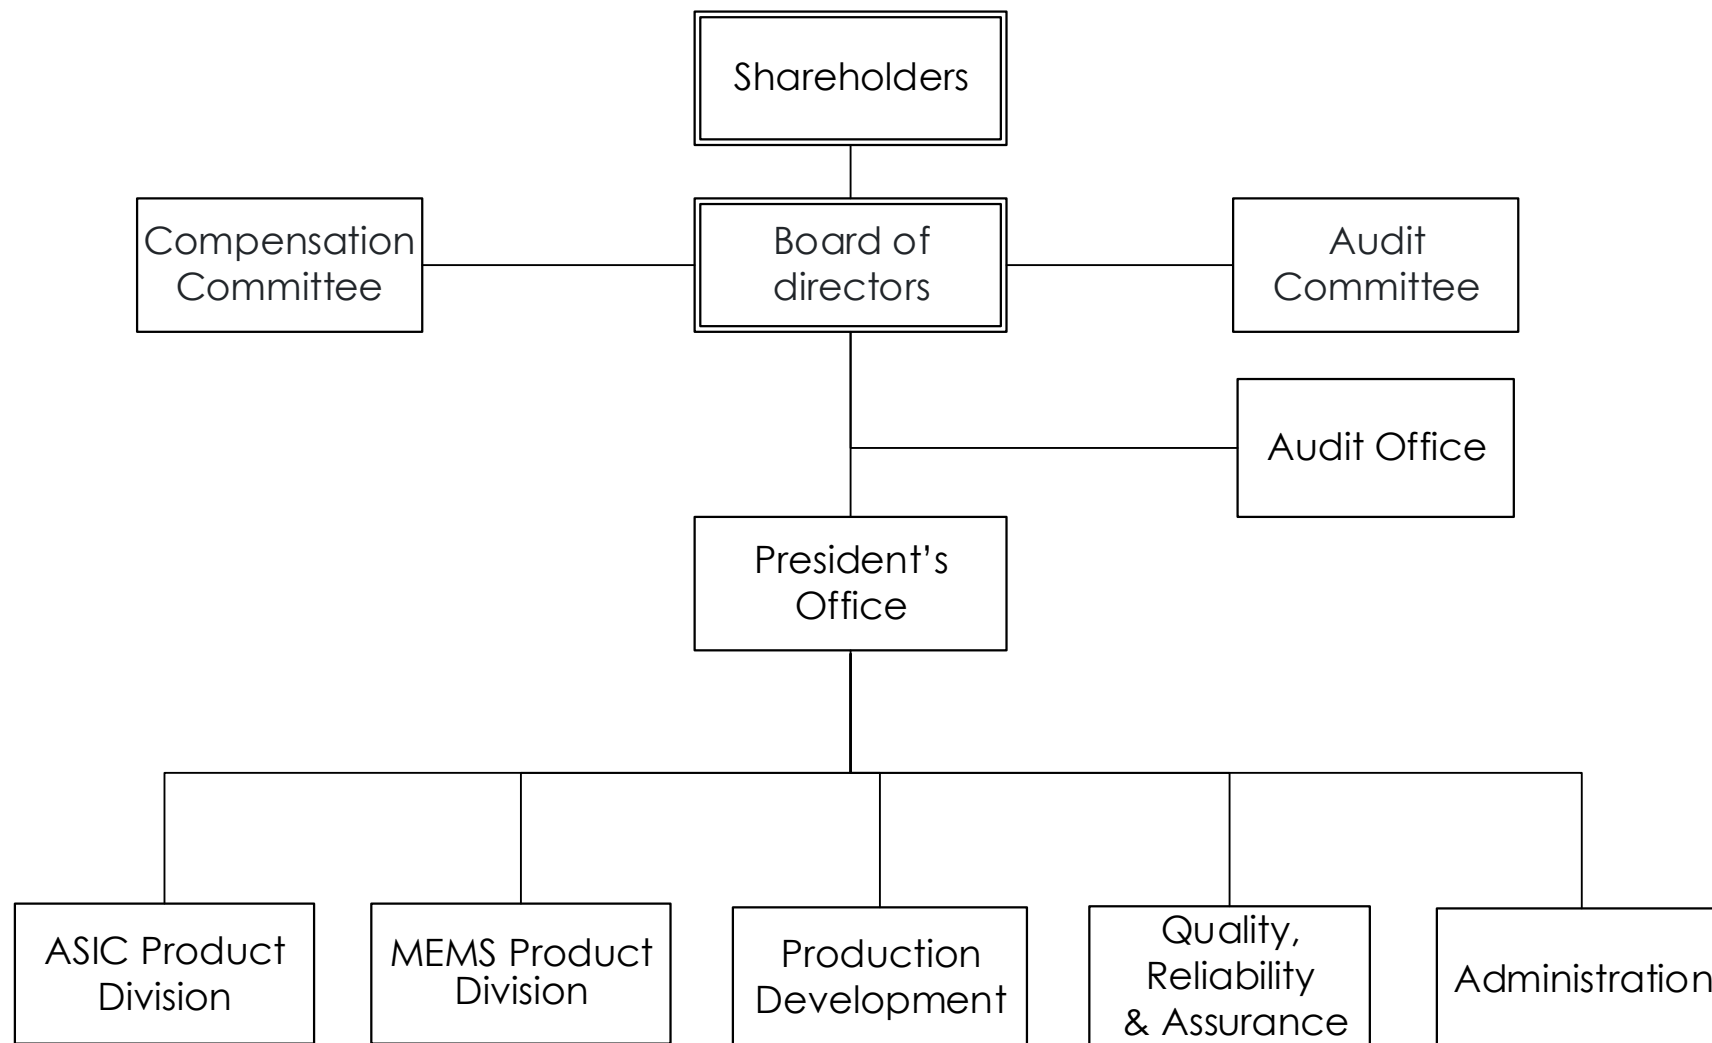 Shareholders
Compensation
Committee
Board of
directors
Audit
Committee
Audit Office
President’s
Office
ASIC Product
Division
MEMS Product
Division
Production
Development
Quality,
Reliability
& Assurance
Administration